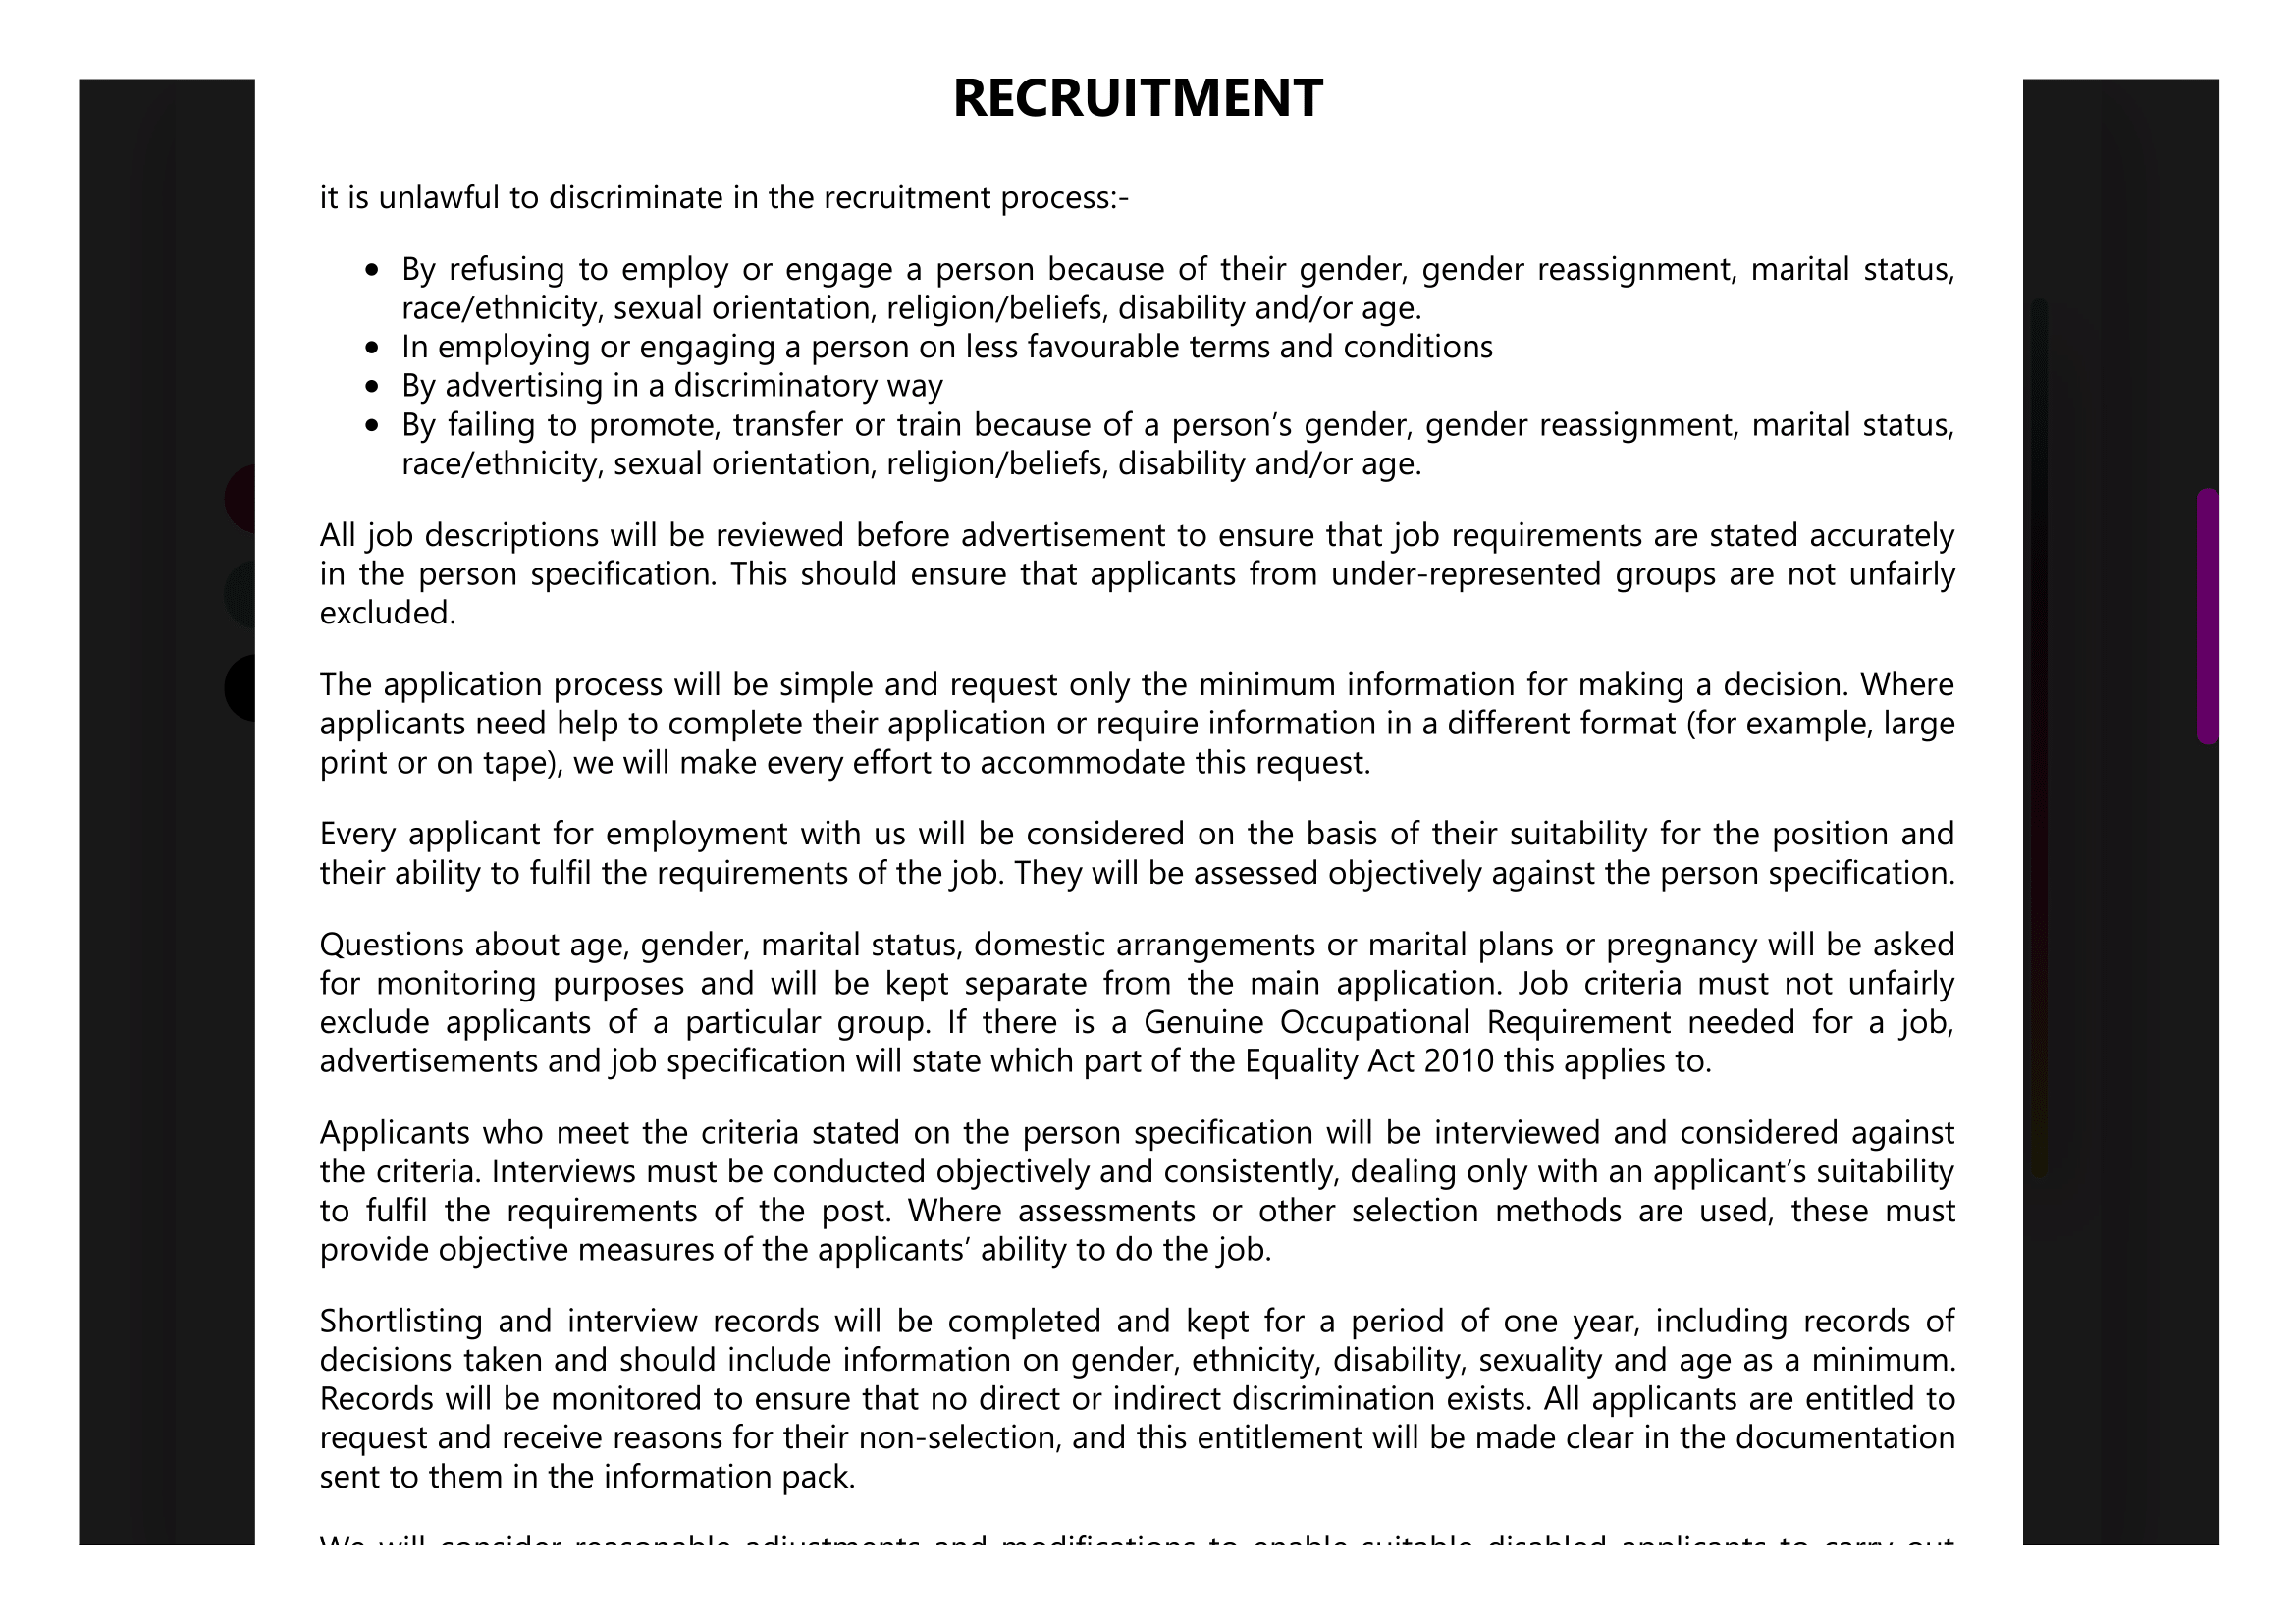 RECRUITMENT
it is unlawful to discriminate in the recruitment process:-
• By refusing to employ or engage a person because of their gender, gender reassignment, marital status,
race/ethnicity, sexual orientation, religion/beliefs, disability and/or age.
• In employing or engaging a person on less favourable terms and conditions
• By advertising in a discriminatory way
• By failing to promote, transfer or train because of a person’s gender, gender reassignment, marital status,
race/ethnicity, sexual orientation, religion/beliefs, disability and/or age.
All job descriptions will be reviewed before advertisement to ensure that job requirements are stated accurately
in the person specification. This should ensure that applicants from under-represented groups are not unfairly
excluded.
The application process will be simple and request only the minimum information for making a decision. Where
applicants need help to complete their application or require information in a different format (for example, large
print or on tape), we will make every effort to accommodate this request.
Every applicant for employment with us will be considered on the basis of their suitability for the position and
their ability to fulfil the requirements of the job. They will be assessed objectively against the person specification.
Questions about age, gender, marital status, domestic arrangements or marital plans or pregnancy will be asked
for monitoring purposes and will be kept separate from the main application. Job criteria must not unfairly
exclude applicants of a particular group. If there is a Genuine Occupational Requirement needed for a job,
advertisements and job specification will state which part of the Equality Act 2010 this applies to.
Applicants who meet the criteria stated on the person specification will be interviewed and considered against
the criteria. Interviews must be conducted objectively and consistently, dealing only with an applicant’s suitability
to fulfil the requirements of the post. Where assessments or other selection methods are used, these must
provide objective measures of the applicants’ ability to do the job.
Shortlisting and interview records will be completed and kept for a period of one year, including records of
decisions taken and should include information on gender, ethnicity, disability, sexuality and age as a minimum.
Records will be monitored to ensure that no direct or indirect discrimination exists. All applicants are entitled to
request and receive reasons for their non-selection, and this entitlement will be made clear in the documentation
sent to them in the information pack.
We will consider reasonable adjustments and modifications to enable suitable disabled applicants to carry out